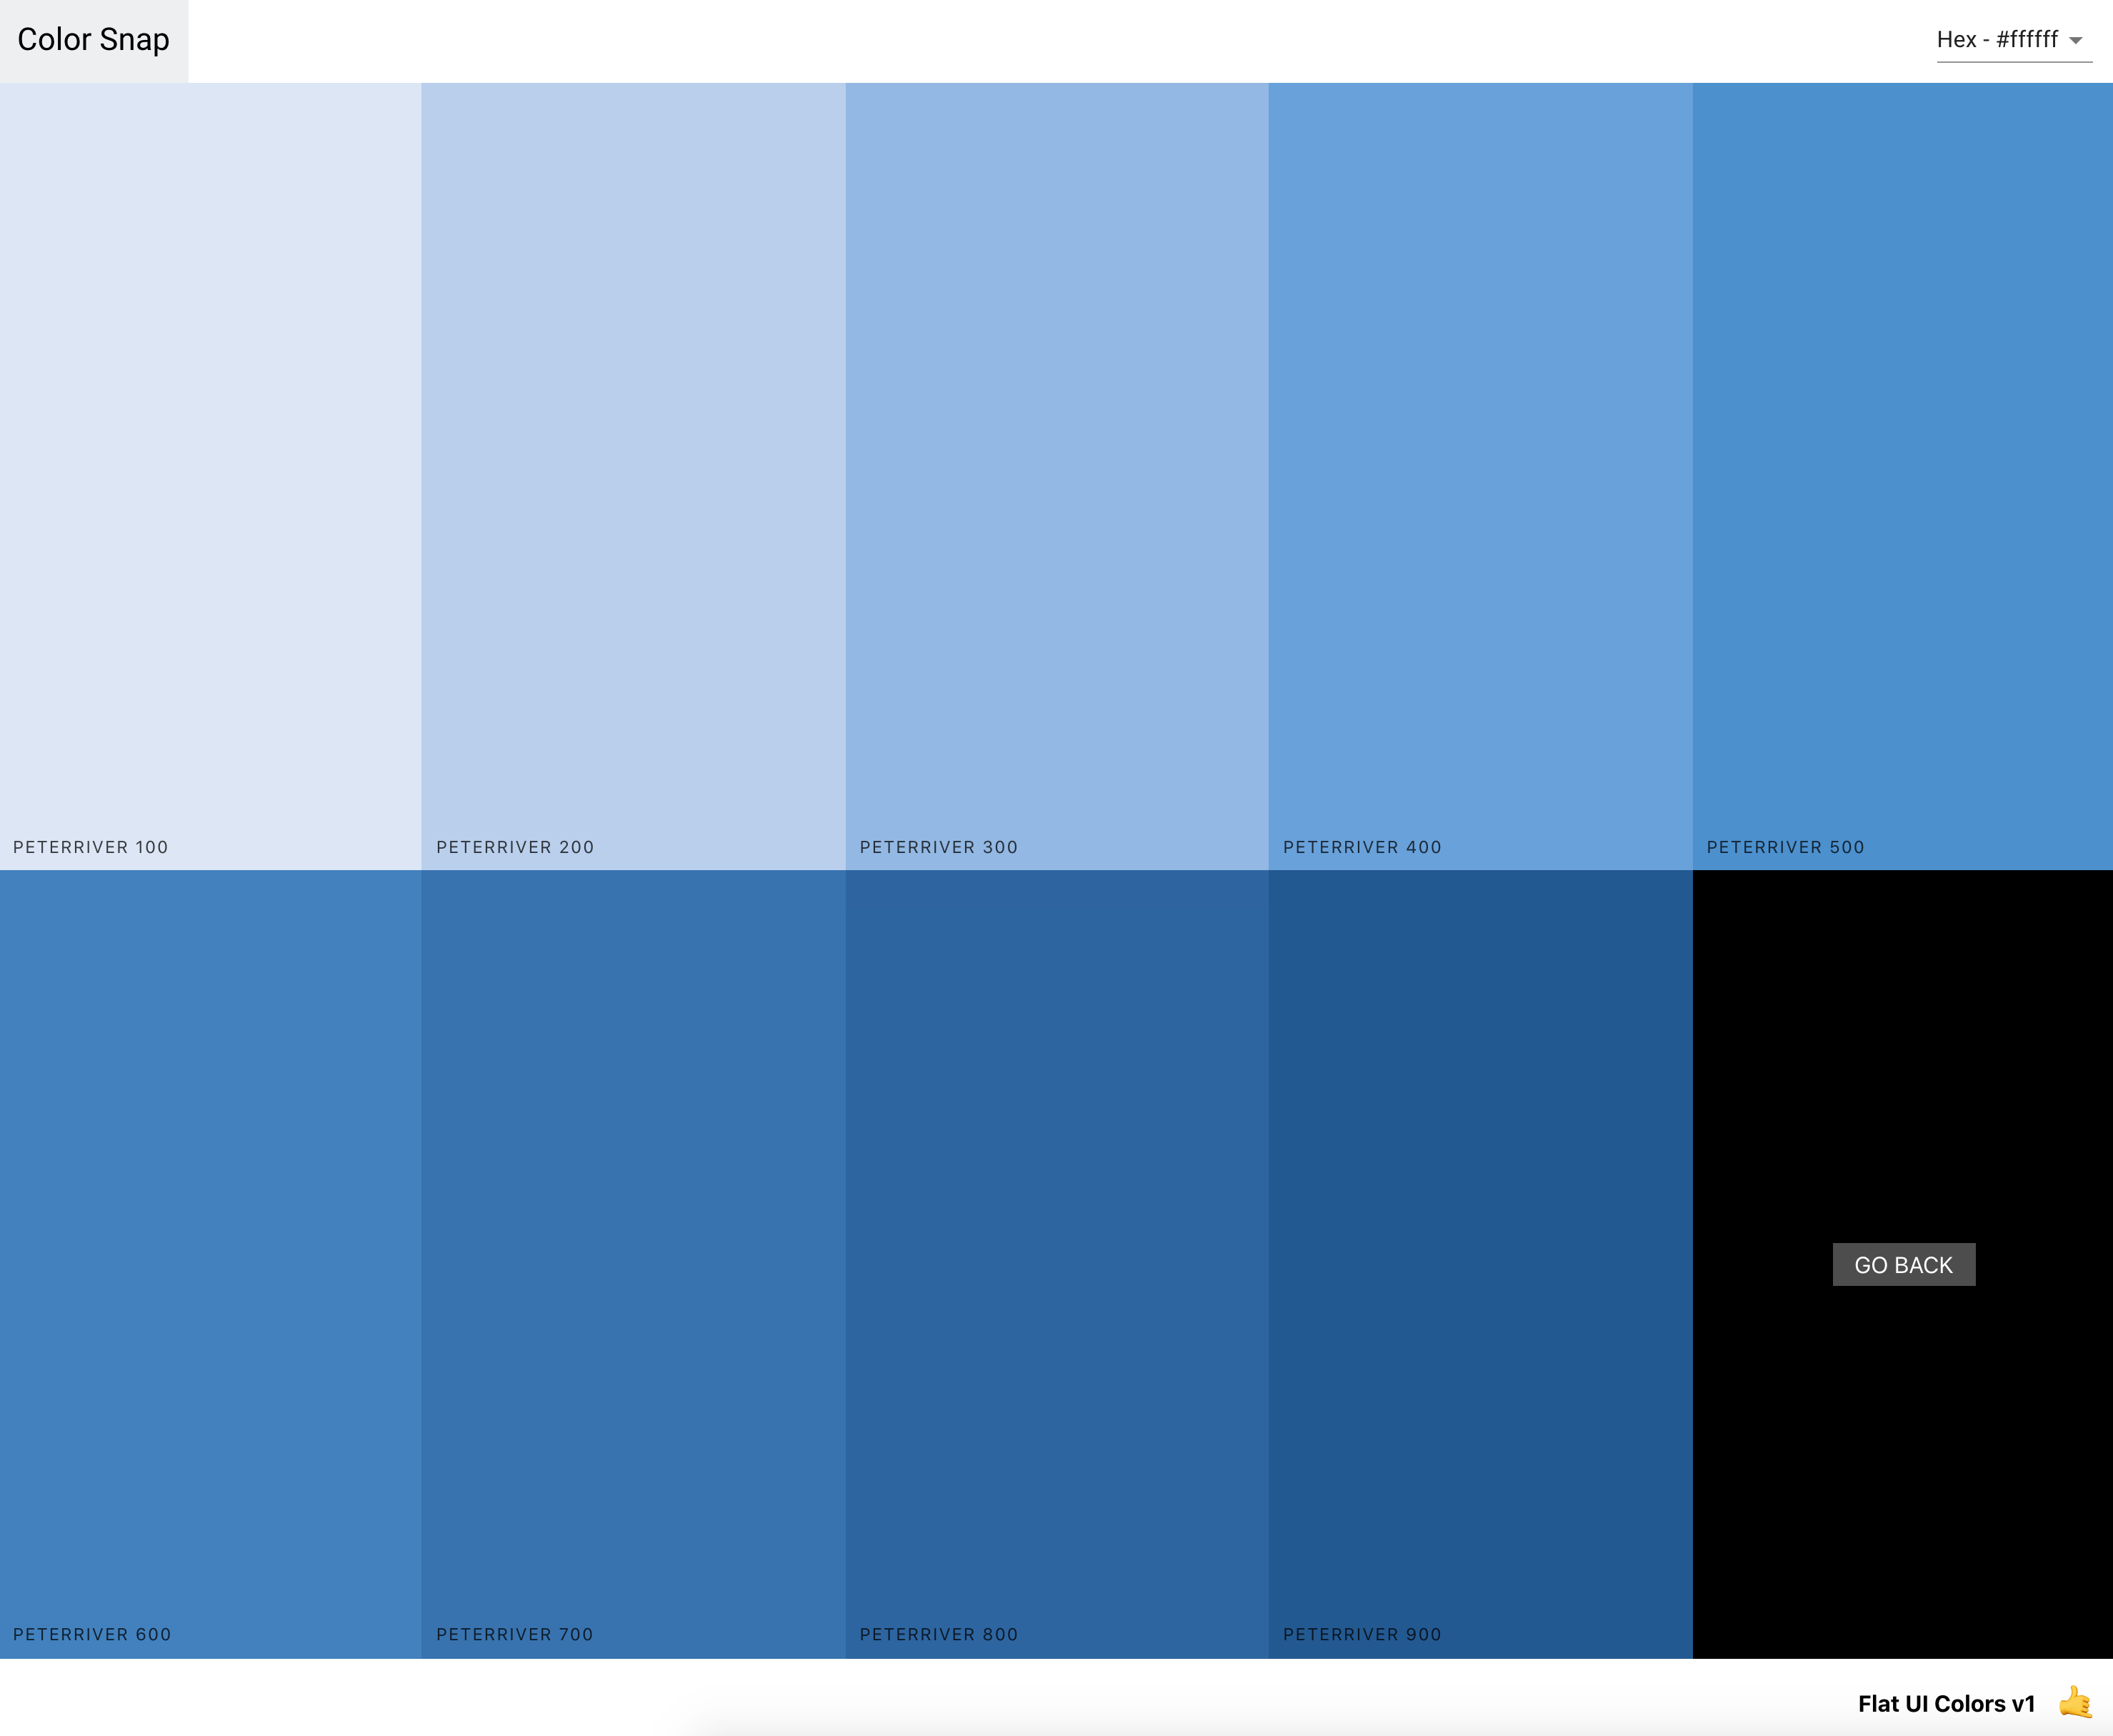 Color Snap
Hex - #ffffff
PETERRIVER 100
PETERRIVER 200
PETERRIVER 300
PETERRIVER 400
PETERRIVER 500
PETERRIVER 600
PETERRIVER 700
PETERRIVER 800
PETERRIVER 900
GO BACK
Flat UI Colors v1 🤙